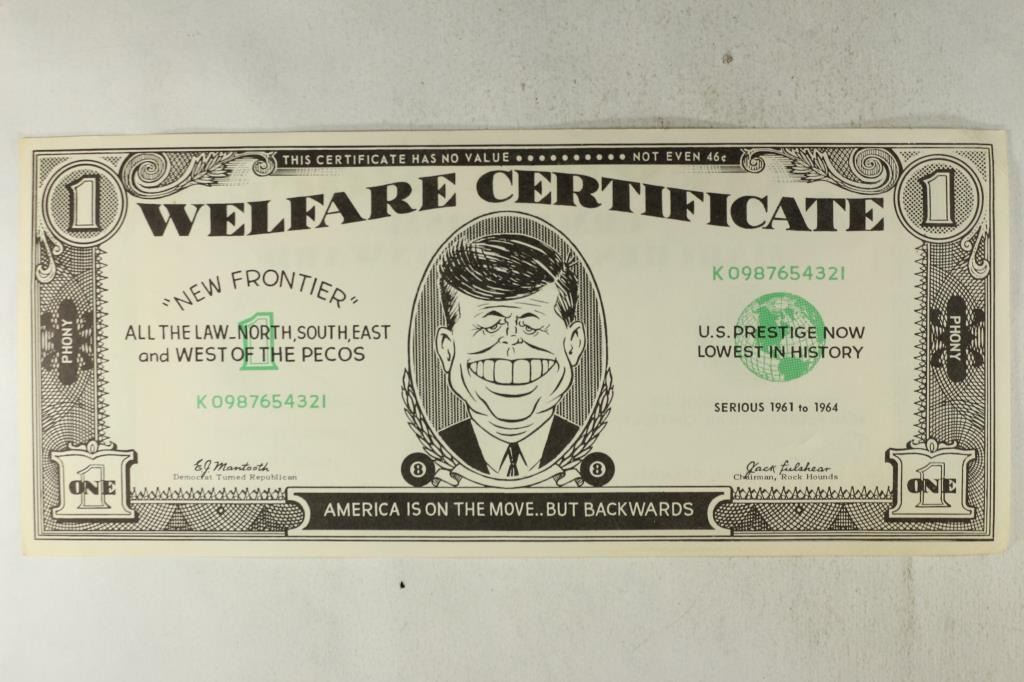 THIS CERTIFICATE HAS NO VALUE •••••••••• NOT EVEN 46¢
1
1
WELFARE CERTIFICATE
"NEW FRONTIER"
1
ALL THE LAW_NORTH, SOUTH, EAST
and WEST OF THE PECOS
K0987654321
K0987654321
U.S. PRESTIGE NOW
LOWEST IN HISTORY
SERIOUS 1961 to 1964
PHONY
PHONY
E.J. Mantooth
Democrat Turned Republican
8
8
Jack Fulshear
Chairman, Rock Hounds
1
ONE
1
ONE
AMERICA IS ON THE MOVE..BUT BACKWARDS